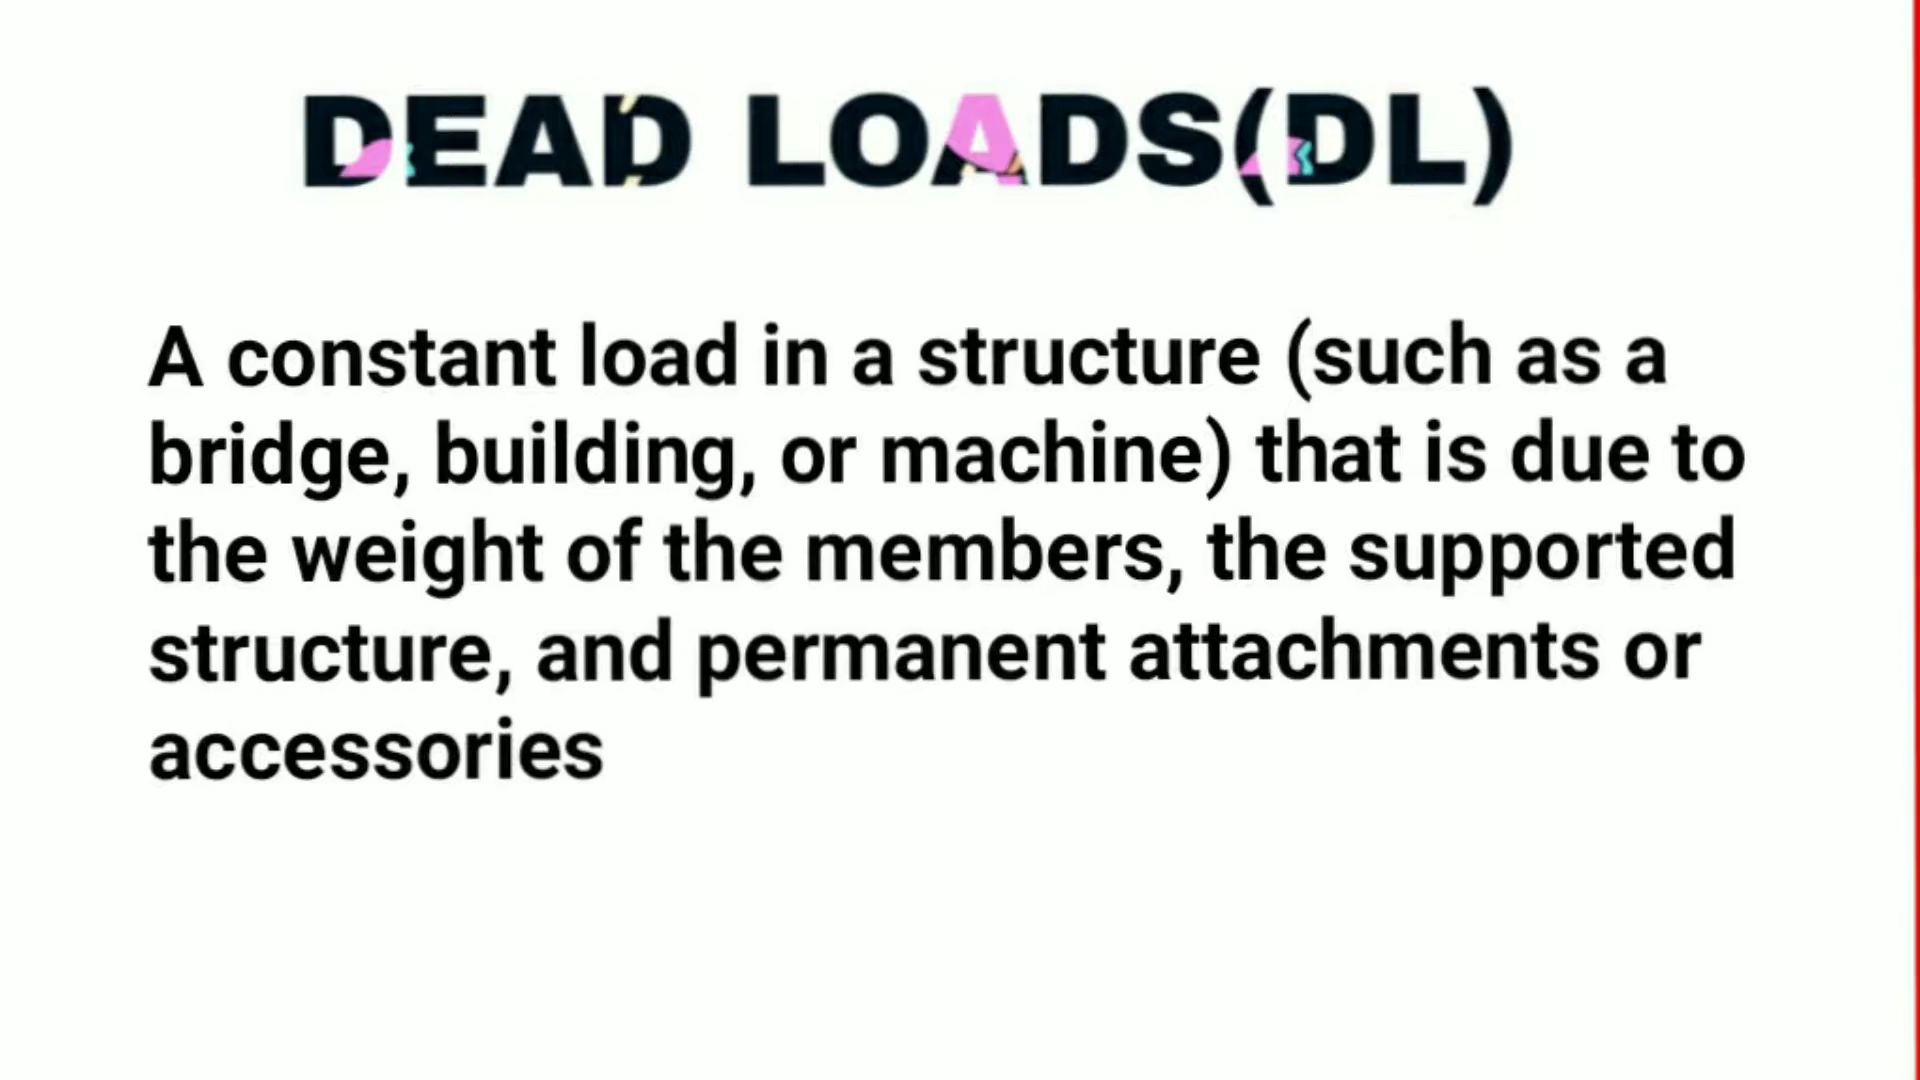 DEAD LOADS(DL)
A constant load in a structure (such as a
bridge, building, or machine) that is due to
the weight of the members, the supported
structure, and permanent attachments or
accessories